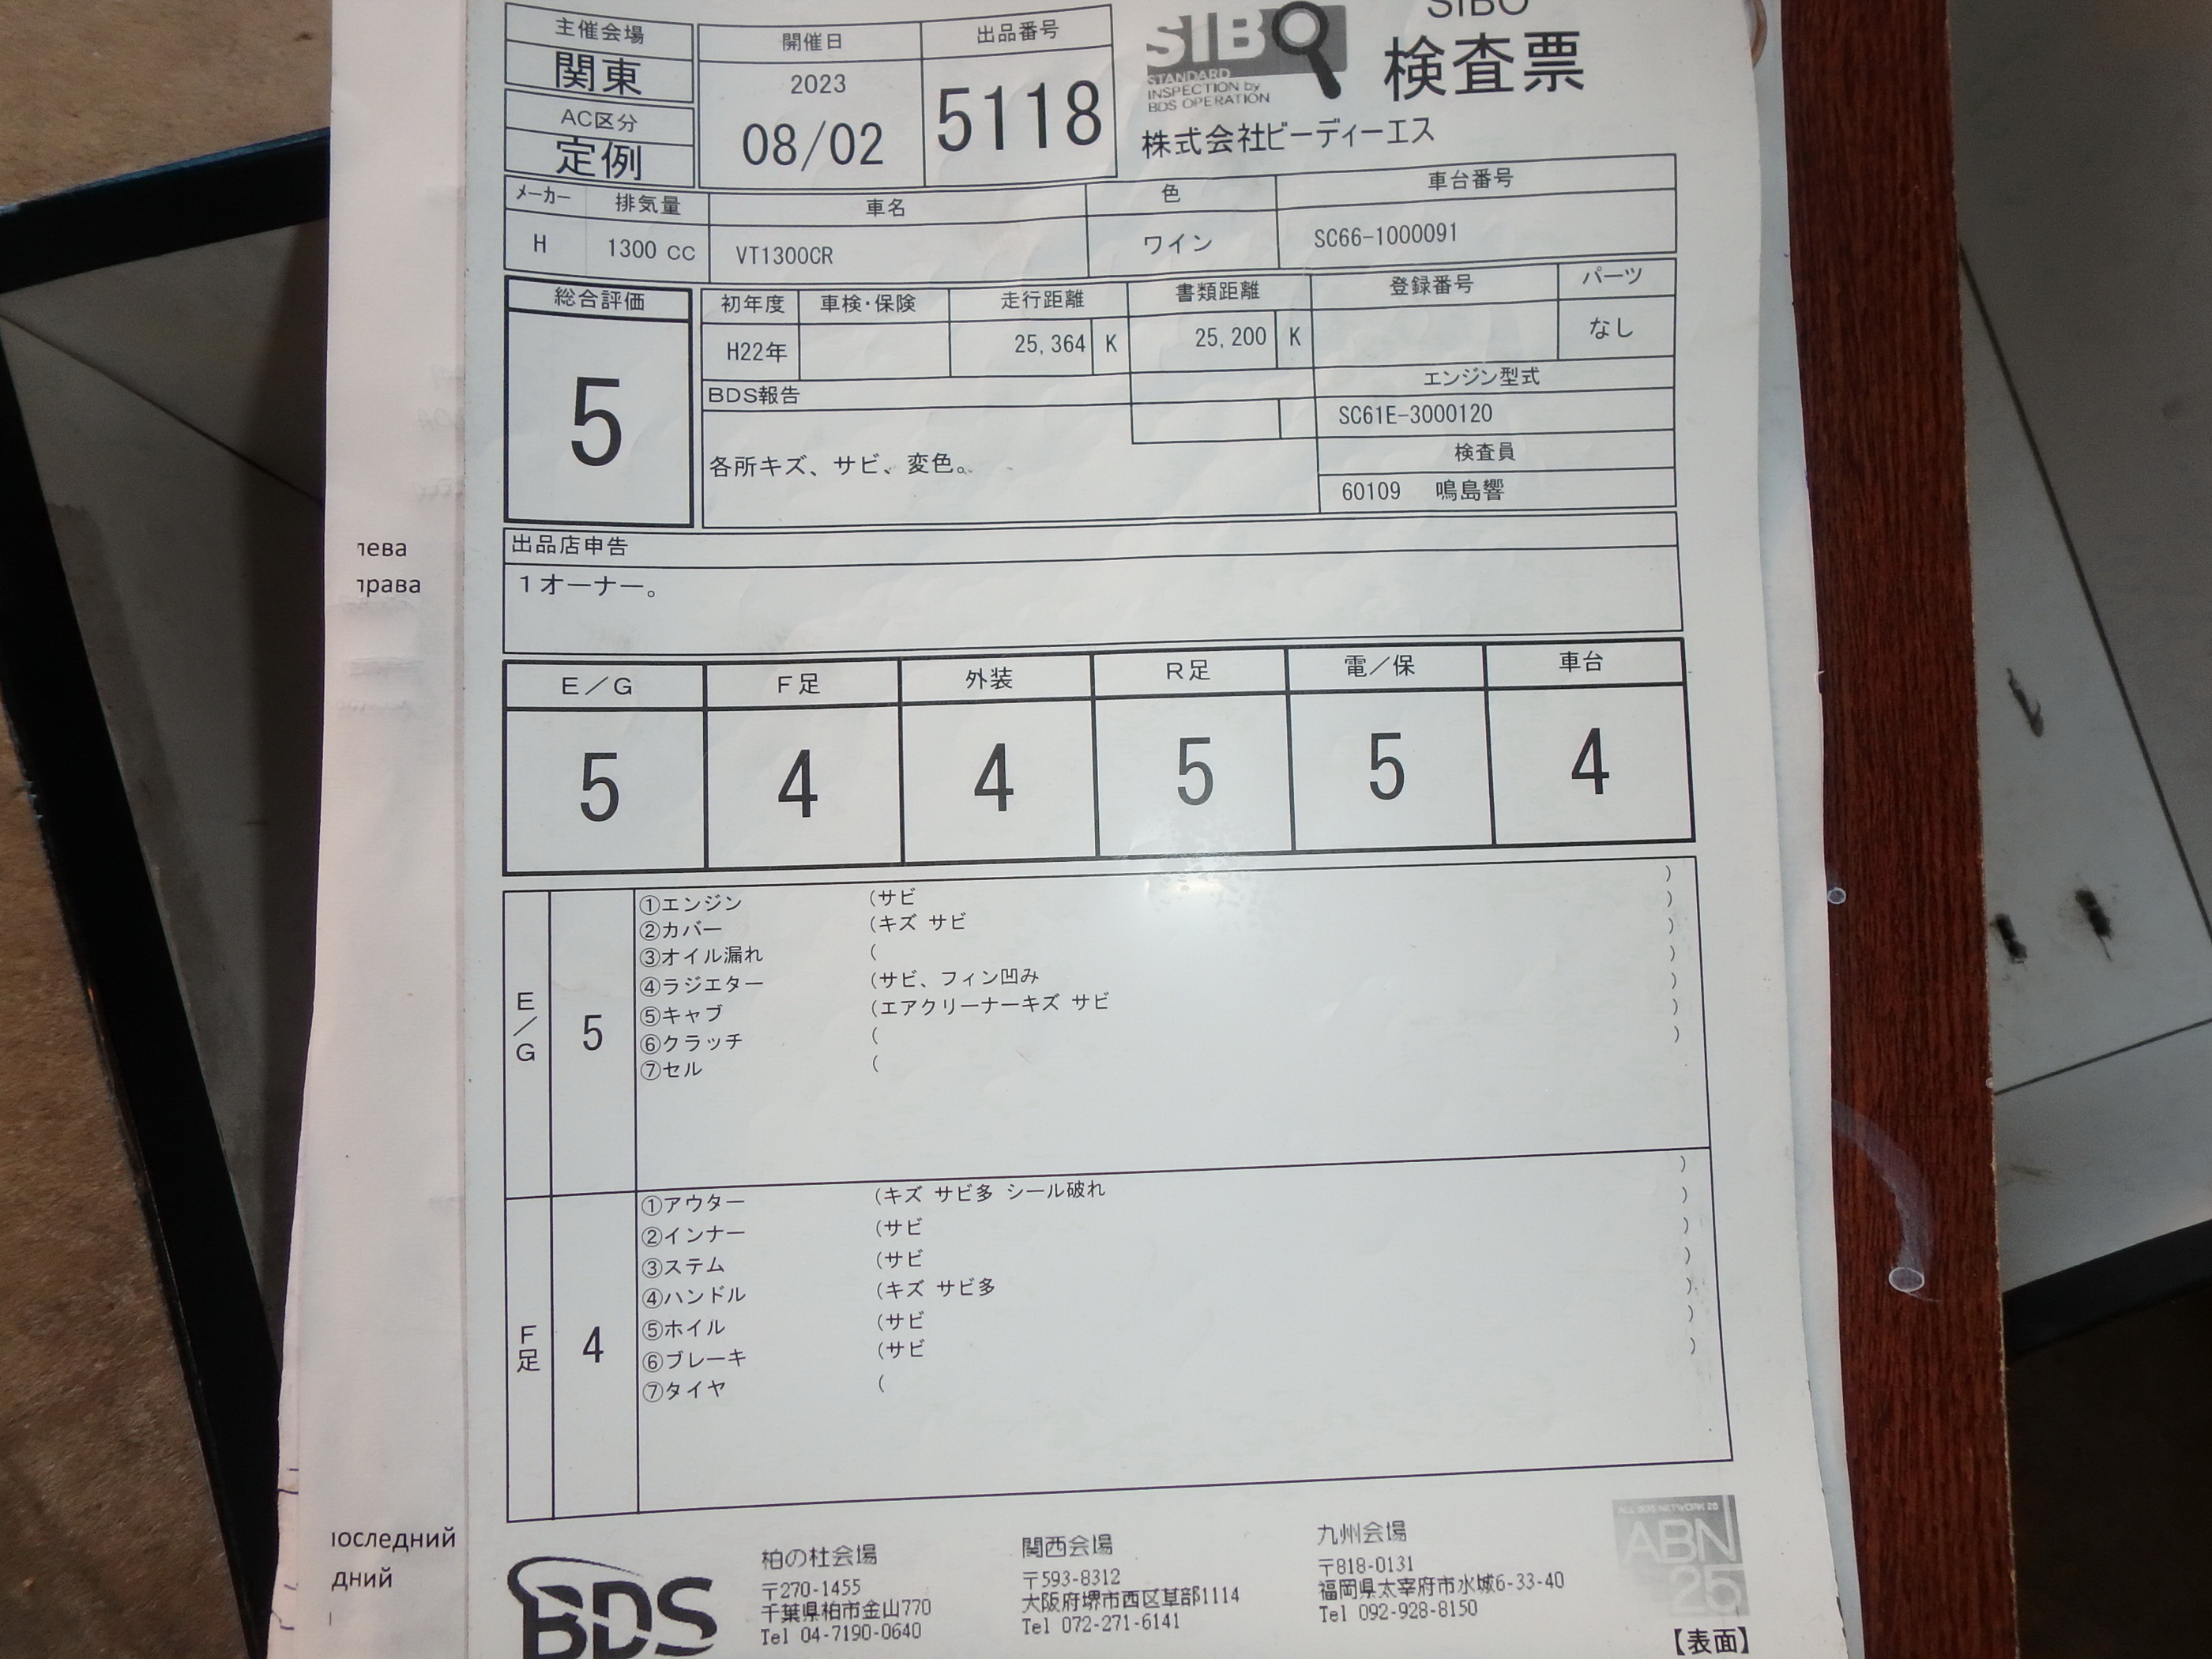 主催会場
関東
AC区分
定例
開催日
2023
08/02
出品番号
5118
SIBO
STANDARD
INSPECTION by
BDS OPERATION
SIBO
検査票
株式会社ビーディーエス
メーカー 排気量 車名 色 車台番号
H 1300 CC VT1300CR ワイン SC66-1000091
総合評価
5
初年度 車検・保険 走行距離 書類距離 登録番号 パーツ
H22年 25,364 K 25,200 K なし
BDS報告
各所キズ、サビ、変色。
エンジン型式
SC61E-3000120
検査員
60109 鳴島響
出品店申告
1オーナー。
E/G F足 外装 R足 電/保 車台
5 4 4 5 5 4
E/G
5
①エンジン (サビ )
②カバー (キズ サビ )
③オイル漏れ ( )
④ラジエター (サビ、フィン凹み )
⑤キャブ (エアクリーナーキズ サビ )
⑥クラッチ ( )
⑦セル ( )
F足
4
①アウター (キズ サビ多 シール破れ )
②インナー (サビ )
③ステム (サビ )
④ハンドル (キズ サビ多 )
⑤ホイル (サビ )
⑥ブレーキ (サビ )
⑦タイヤ ( )
BDS
柏の杜会場
〒270-1455
千葉県柏市金山770
Tel 04-7190-0640
関西会場
〒593-8312
大阪府堺市西区草部1114
Tel 072-271-6141
九州会場
〒818-0131
福岡県太宰府市水城6-33-40
Tel 092-928-8150
ALL BDS NETWORK 25
ABN
25
【表面】
лева
права
последний
дний